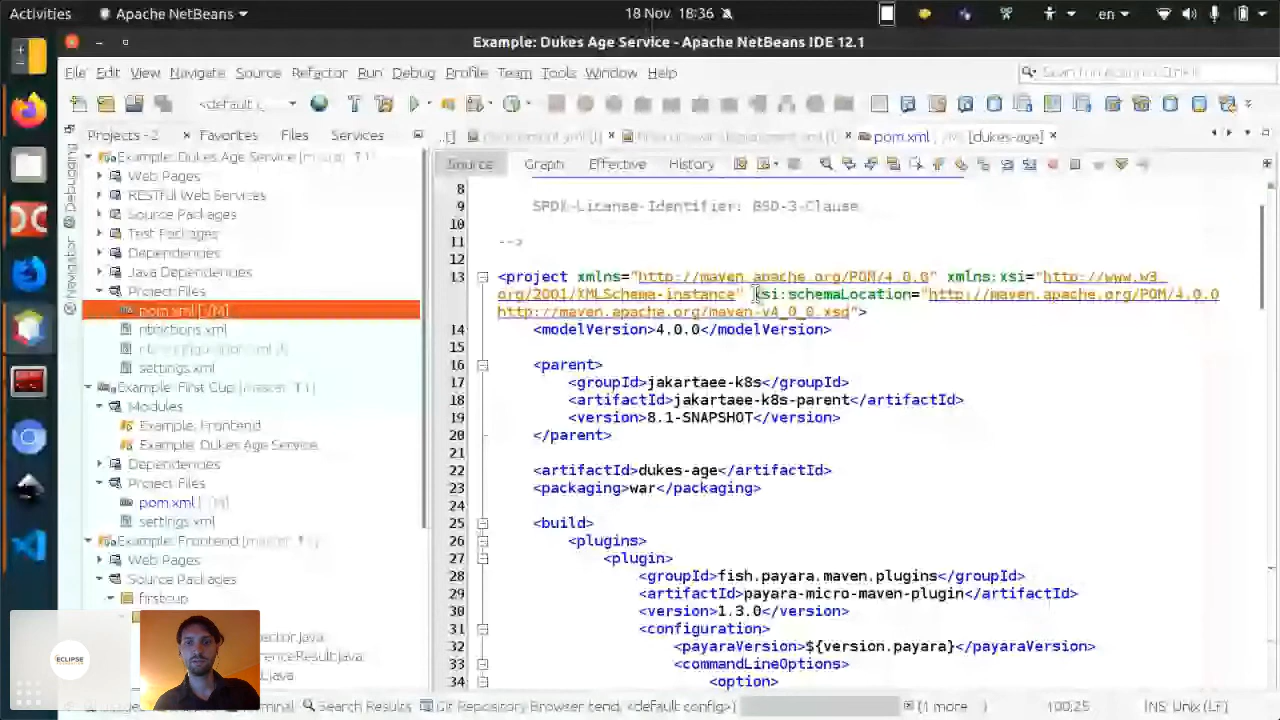 Activities
Apache NetBeans
18 Nov 18:36
en
Example: Dukes Age Service - Apache NetBeans IDE 12.1
File Edit View Navigate Source Refactor Run Debug Profile Team Tools Window Help
Projects - 2
Favorites
Files
Services
pom.xml
[dukes-age]
Debugging
Navigator
Source
Graph
Effective
History
Example: Dukes Age Service
Web Pages
RESTful Web Services
Source Packages
Test Packages
Dependencies
Java Dependencies
Project Files
pom.xml [/M]
nbactions.xml
settings.xml
Example: First Cup [master ↑1]
Modules
Example: Frontend
Example: Dukes Age Service
Dependencies
Project Files
pom.xml
settings.xml
Example: Frontend [master ↑1]
Web Pages
Source Packages
firstcup
8
9 SPDX-License-Identifier: BSD-3-Clause
10
11 -->
12
13 <project xmlns="http://maven.apache.org/POM/4.0.0" xmlns:xsi="http://www.w3.
org/2001/XMLSchema-instance" xsi:schemaLocation="http://maven.apache.org/POM/4.0.0
http://maven.apache.org/maven-v4_0_0.xsd">
14 <modelVersion>4.0.0</modelVersion>
15
16 <parent>
17 <groupId>jakartaee-k8s</groupId>
18 <artifactId>jakartaee-k8s-parent</artifactId>
19 <version>8.1-SNAPSHOT</version>
20 </parent>
21
22 <artifactId>dukes-age</artifactId>
23 <packaging>war</packaging>
24
25 <build>
26 <plugins>
27 <plugin>
28 <groupId>fish.payara.maven.plugins</groupId>
29 <artifactId>payara-micro-maven-plugin</artifactId>
30 <version>1.3.0</version>
31 <configuration>
32 <payaraVersion>${version.payara}</payaraVersion>
33 <commandLineOptions>
34 <option>
ECLIPSE
Search Results
Git Repository Browser
(1 more...)
100:25
INS Unix (LF)